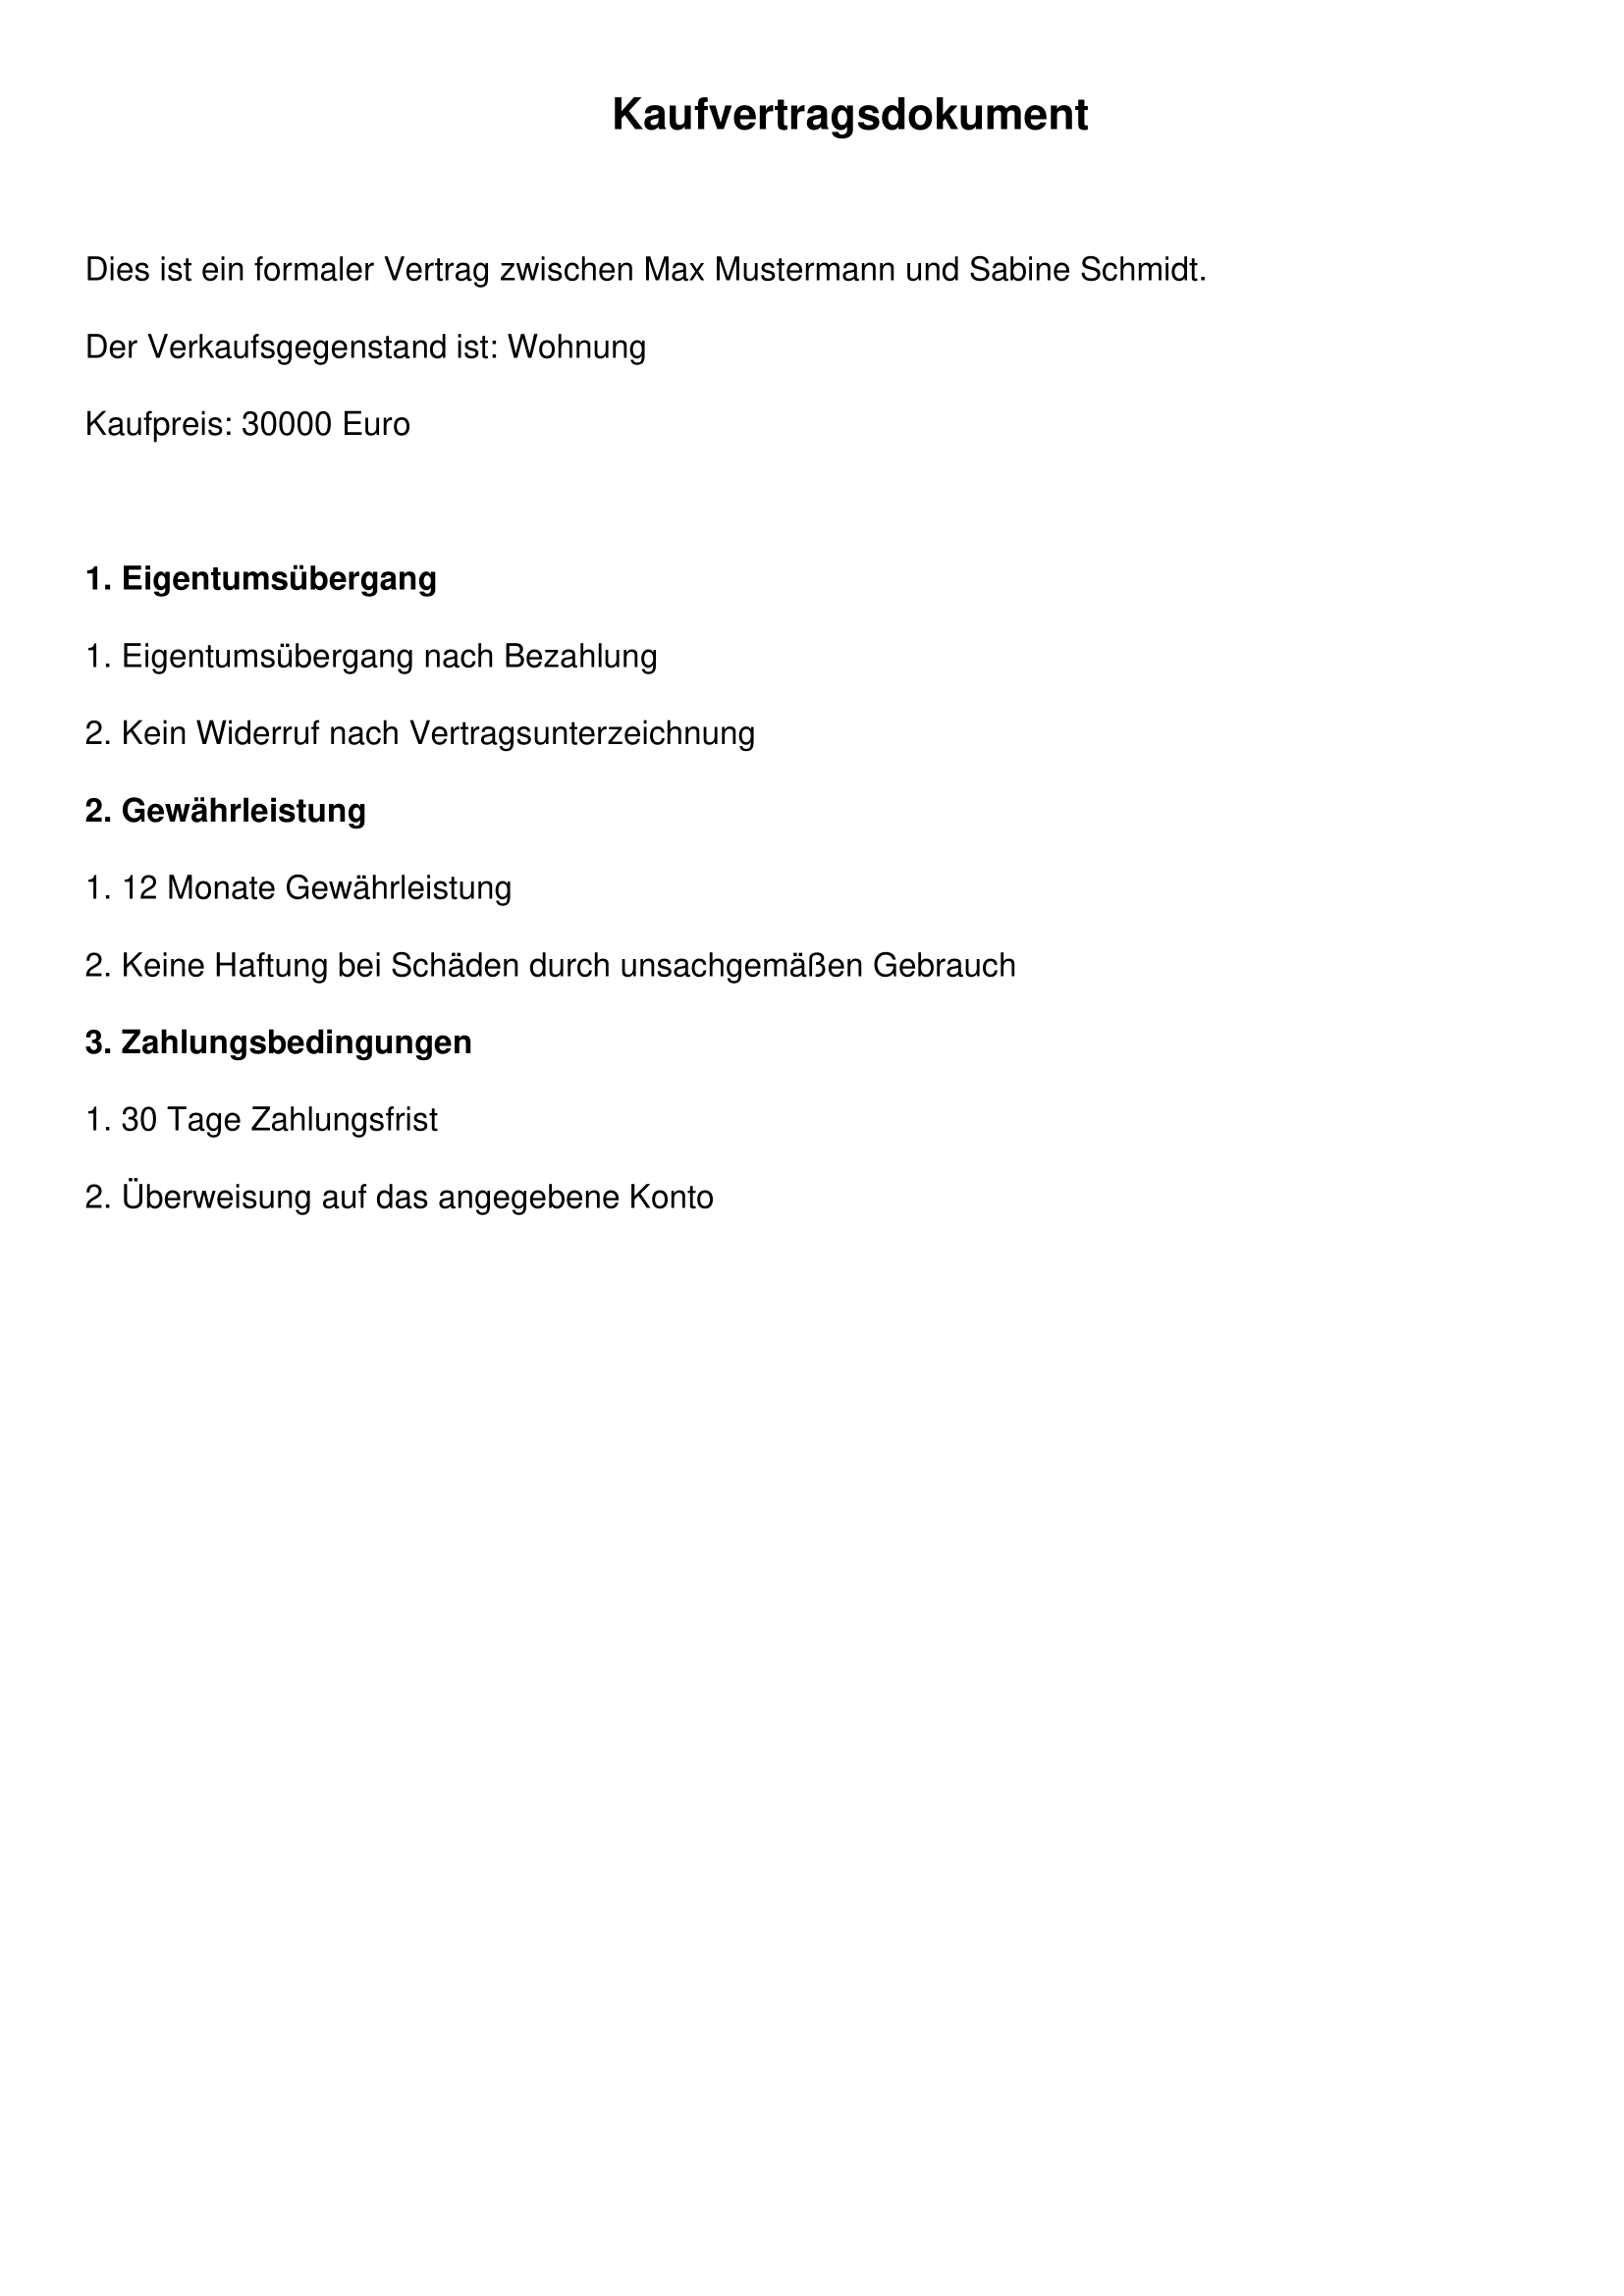 Kaufvertragsdokument
Dies ist ein formaler Vertrag zwischen Max Mustermann und Sabine Schmidt.
Der Verkaufsgegenstand ist: Wohnung
Kaufpreis: 30000 Euro
1. Eigentumsübergang
1. Eigentumsübergang nach Bezahlung
2. Kein Widerruf nach Vertragsunterzeichnung
2. Gewährleistung
1. 12 Monate Gewährleistung
2. Keine Haftung bei Schäden durch unsachgemäßen Gebrauch
3. Zahlungsbedingungen
1. 30 Tage Zahlungsfrist
2. Überweisung auf das angegebene Konto